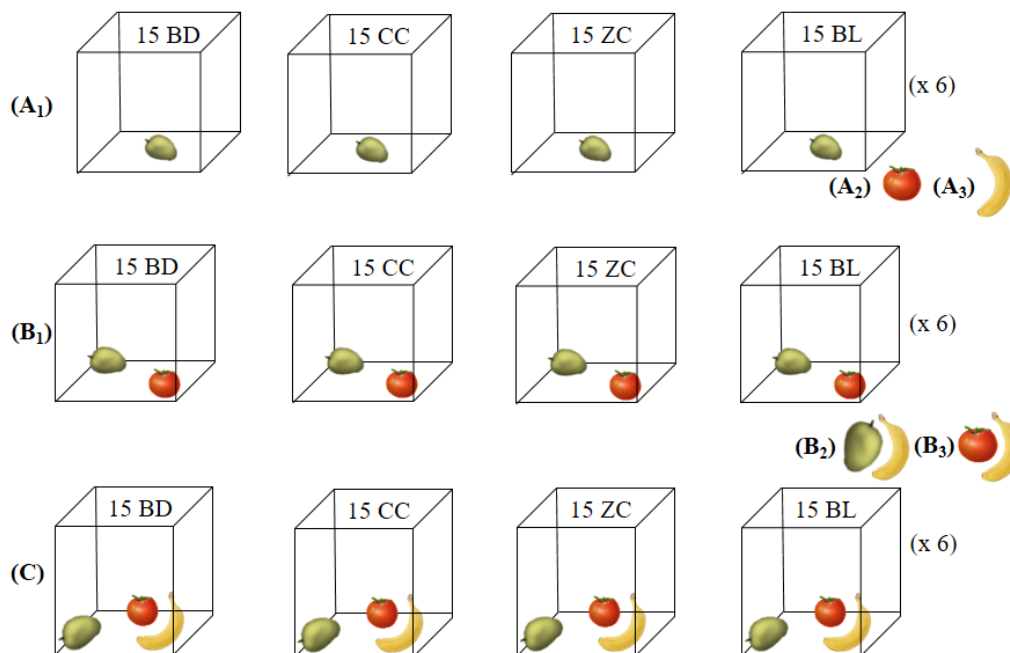 15 BD 15 CC 15 ZC 15 BL
(A₁) (x 6)
(A₂) (A₃)
15 BD 15 CC 15 ZC 15 BL
(B₁) (x 6)
(B₂) (B₃)
15 BD 15 CC 15 ZC 15 BL
(C) (x 6)